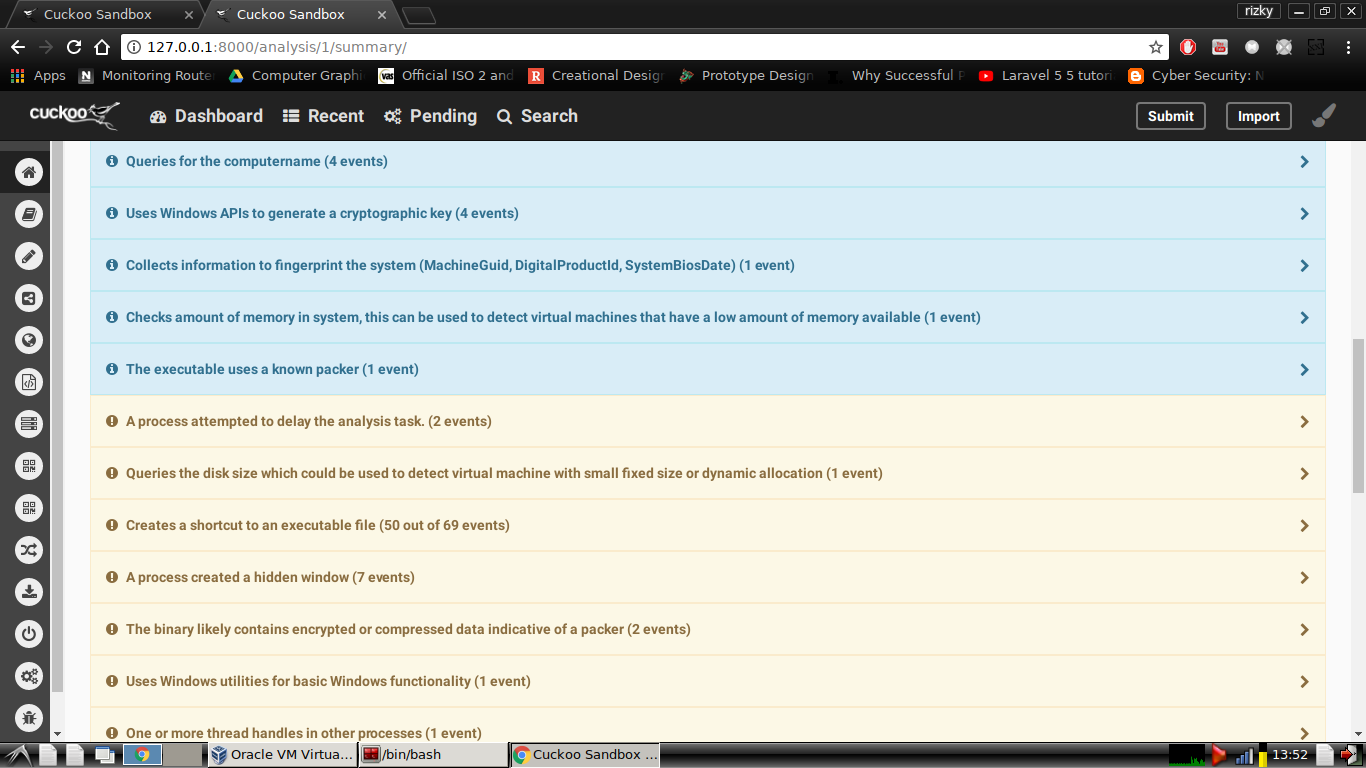 Cuckoo Sandbox
Cuckoo Sandbox
rizky
127.0.0.1:8000/analysis/1/summary/
Apps
Monitoring Route
Computer Graphi
Official ISO 2 and
Creational Design
Prototype Design
Why Successful P
Laravel 5 5 tutori
Cyber Security: N
cuckoo
Dashboard
Recent
Pending
Search
Submit
Import
Queries for the computername (4 events)
Uses Windows APIs to generate a cryptographic key (4 events)
Collects information to fingerprint the system (MachineGuid, DigitalProductId, SystemBiosDate) (1 event)
Checks amount of memory in system, this can be used to detect virtual machines that have a low amount of memory available (1 event)
The executable uses a known packer (1 event)
A process attempted to delay the analysis task. (2 events)
Queries the disk size which could be used to detect virtual machine with small fixed size or dynamic allocation (1 event)
Creates a shortcut to an executable file (50 out of 69 events)
A process created a hidden window (7 events)
The binary likely contains encrypted or compressed data indicative of a packer (2 events)
Uses Windows utilities for basic Windows functionality (1 event)
One or more thread handles in other processes (1 event)
Oracle VM Virtua...
/bin/bash
Cuckoo Sandbox ...
13:52